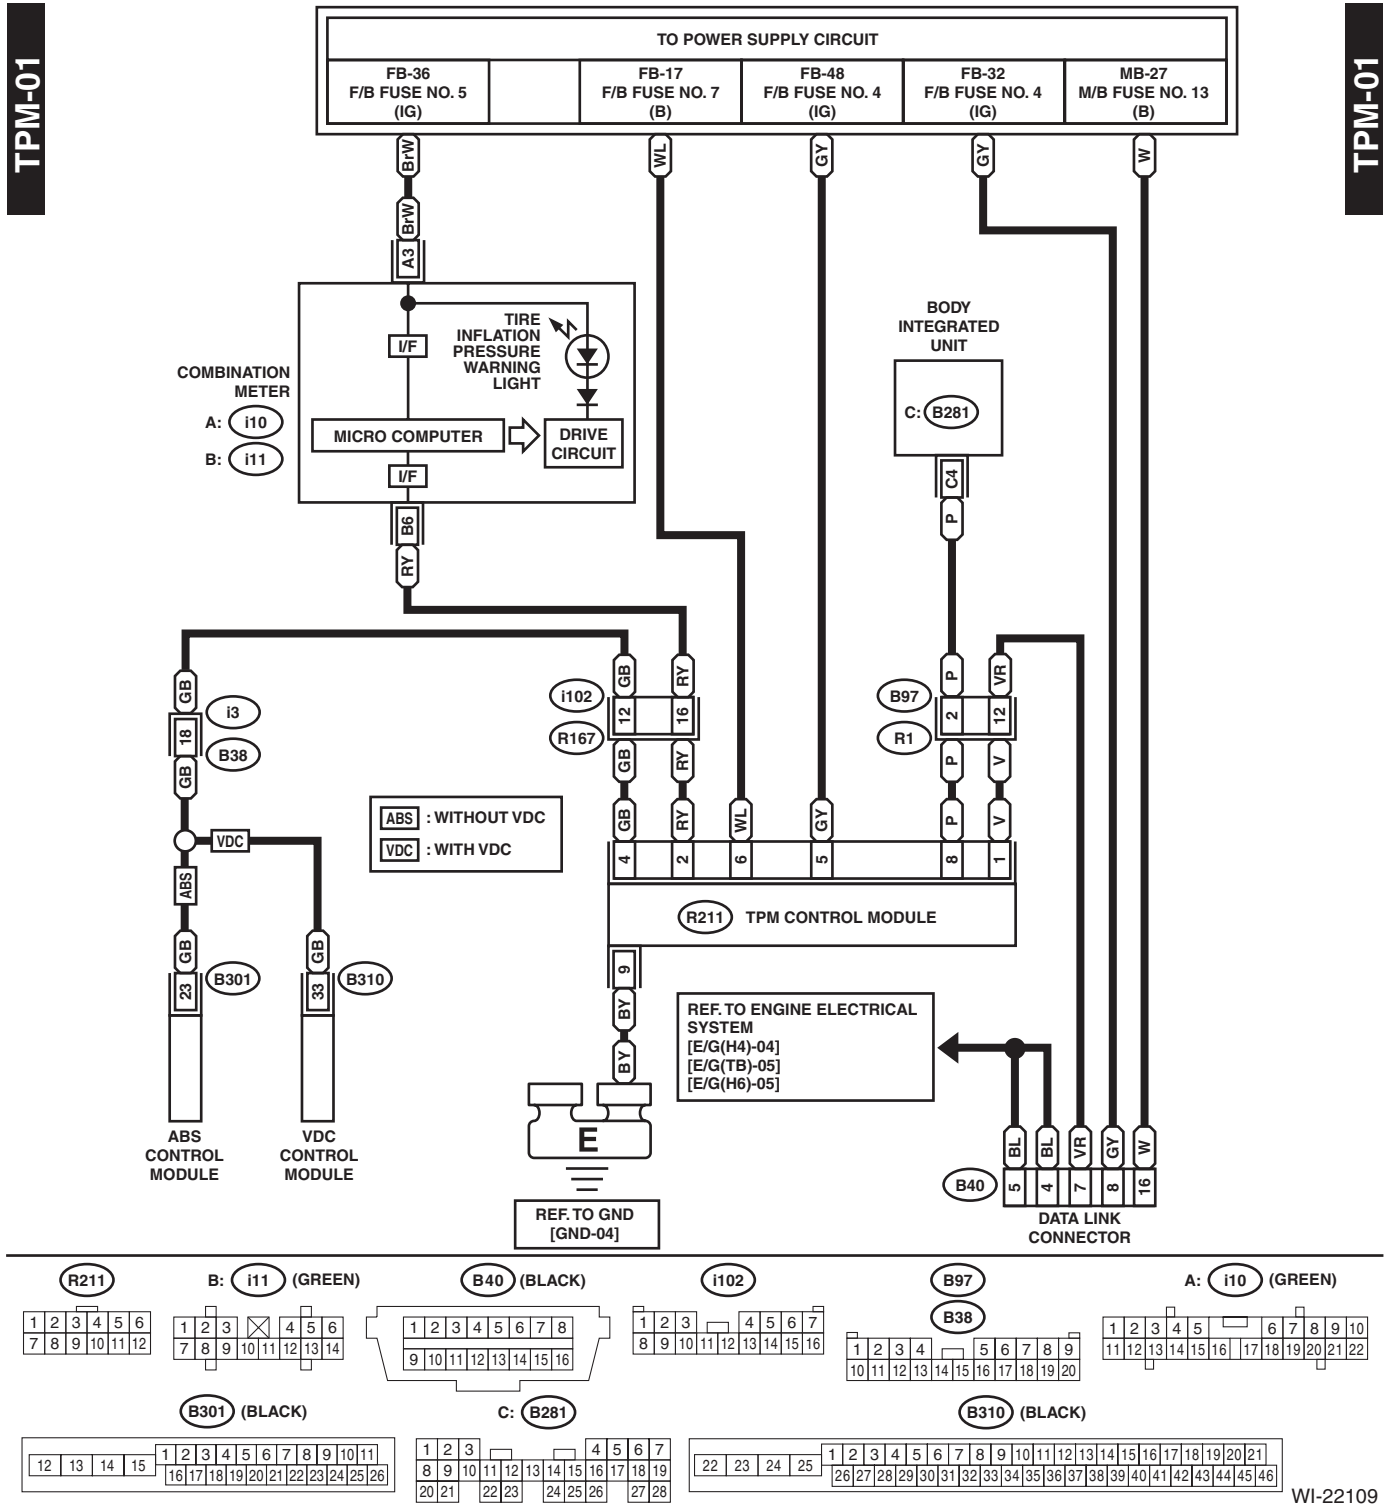 TPM-01
TPM-01
TO POWER SUPPLY CIRCUIT
FB-36
F/B FUSE NO. 5
(IG)
FB-17
F/B FUSE NO. 7
(B)
FB-48
F/B FUSE NO. 4
(IG)
FB-32
F/B FUSE NO. 4
(IG)
MB-27
M/B FUSE NO. 13
(B)
BrW
WL
GY
GY
W
BrW
A3
COMBINATION
METER
A: i10
B: i11
I/F
TIRE
INFLATION
PRESSURE
WARNING
LIGHT
MICRO COMPUTER
DRIVE
CIRCUIT
I/F
B6
RY
BODY
INTEGRATED
UNIT
C: B281
C4
P
GB
i3
18
B38
GB
VDC
ABS
GB
GB
23
B301
33
B310
ABS
CONTROL
MODULE
VDC
CONTROL
MODULE
ABS : WITHOUT VDC
VDC : WITH VDC
GB
RY
i102
12
16
R167
GB
RY
P
VR
B97
2
12
R1
P
V
GB
RY
WL
GY
P
V
4
2
6
5
8
1
R211 TPM CONTROL MODULE
9
BY
BY
E
REF. TO GND
[GND-04]
REF. TO ENGINE ELECTRICAL
SYSTEM
[E/G(H4)-04]
[E/G(TB)-05]
[E/G(H6)-05]
BL
BL
VR
GY
W
B40
5
4
7
8
16
DATA LINK
CONNECTOR
R211
1 2 3 4 5 6
7 8 9 10 11 12
B: i11 (GREEN)
1 2 3 4 5 6
7 8 9 10 11 12 13 14
B40 (BLACK)
1 2 3 4 5 6 7 8
9 10 11 12 13 14 15 16
i102
1 2 3 4 5 6 7
8 9 10 11 12 13 14 15 16
B97
B38
1 2 3 4 5 6 7 8 9
10 11 12 13 14 15 16 17 18 19 20
A: i10 (GREEN)
1 2 3 4 5 6 7 8 9 10
11 12 13 14 15 16 17 18 19 20 21 22
B301 (BLACK)
12 13 14 15
1 2 3 4 5 6 7 8 9 10 11
16 17 18 19 20 21 22 23 24 25 26
C: B281
1 2 3 4 5 6 7
8 9 10 11 12 13 14 15 16 17 18 19
20 21 22 23 24 25 26 27 28
B310 (BLACK)
22 23 24 25
1 2 3 4 5 6 7 8 9 10 11 12 13 14 15 16 17 18 19 20 21
26 27 28 29 30 31 32 33 34 35 36 37 38 39 40 41 42 43 44 45 46
WI-22109